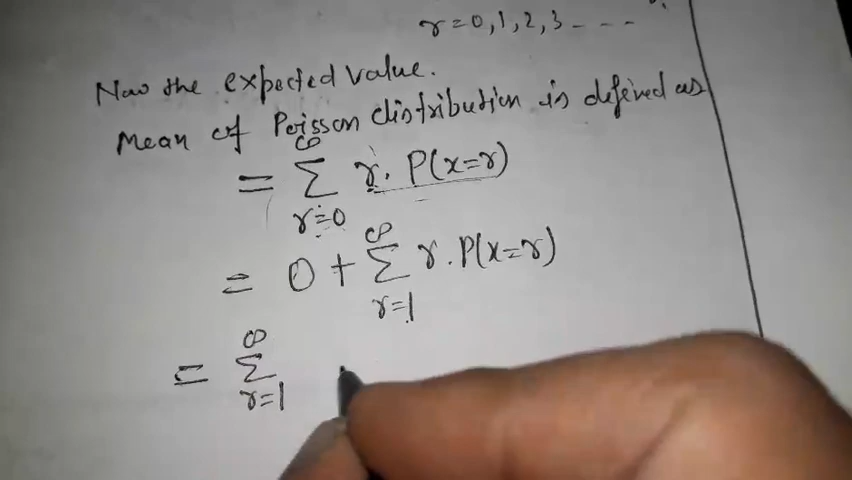 r=0,1,2,3 - - -
Now the expected value.
Mean of Poisson distribution is defined as
= ∞ Σ r=0 r. P(x=r)
= 0 + ∞ Σ r=1 r. P(x=r)
= ∞ Σ r=1